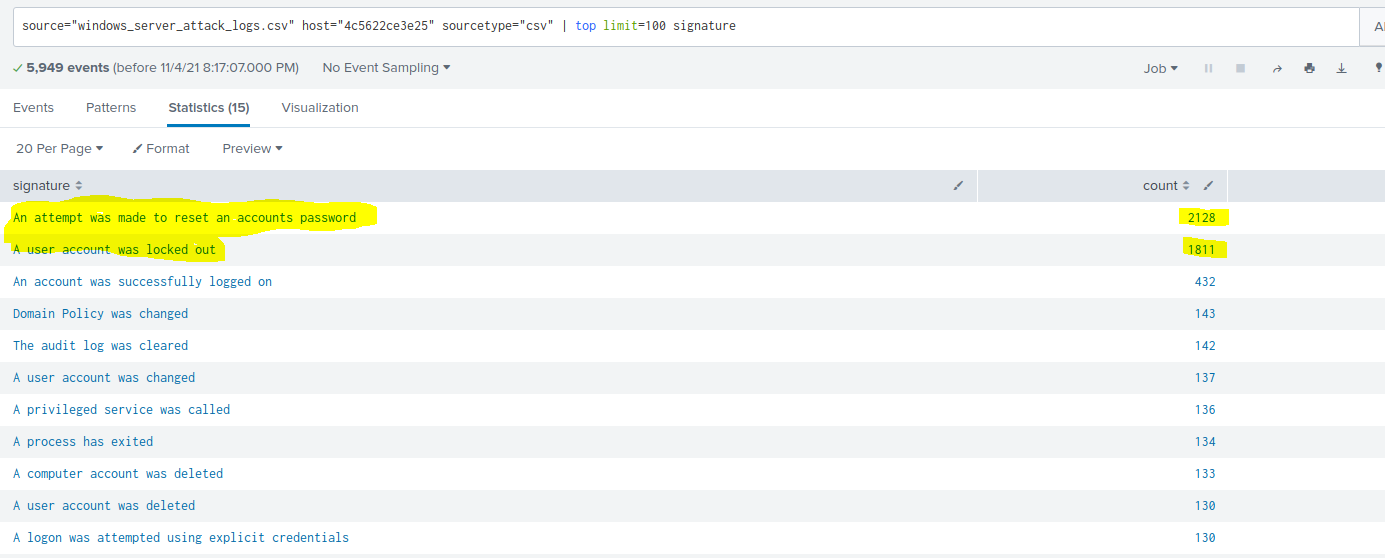 source="windows_server_attack_logs.csv" host="4c5622ce3e25" sourcetype="csv" | top limit=100 signature
5,949 events (before 11/4/21 8:17:07.000 PM) No Event Sampling Job
Events Patterns Statistics (15) Visualization
20 Per Page Format Preview
signature count
An attempt was made to reset an accounts password 2128
A user account was locked out 1811
An account was successfully logged on 432
Domain Policy was changed 143
The audit log was cleared 142
A user account was changed 137
A privileged service was called 136
A process has exited 134
A computer account was deleted 133
A user account was deleted 130
A logon was attempted using explicit credentials 130